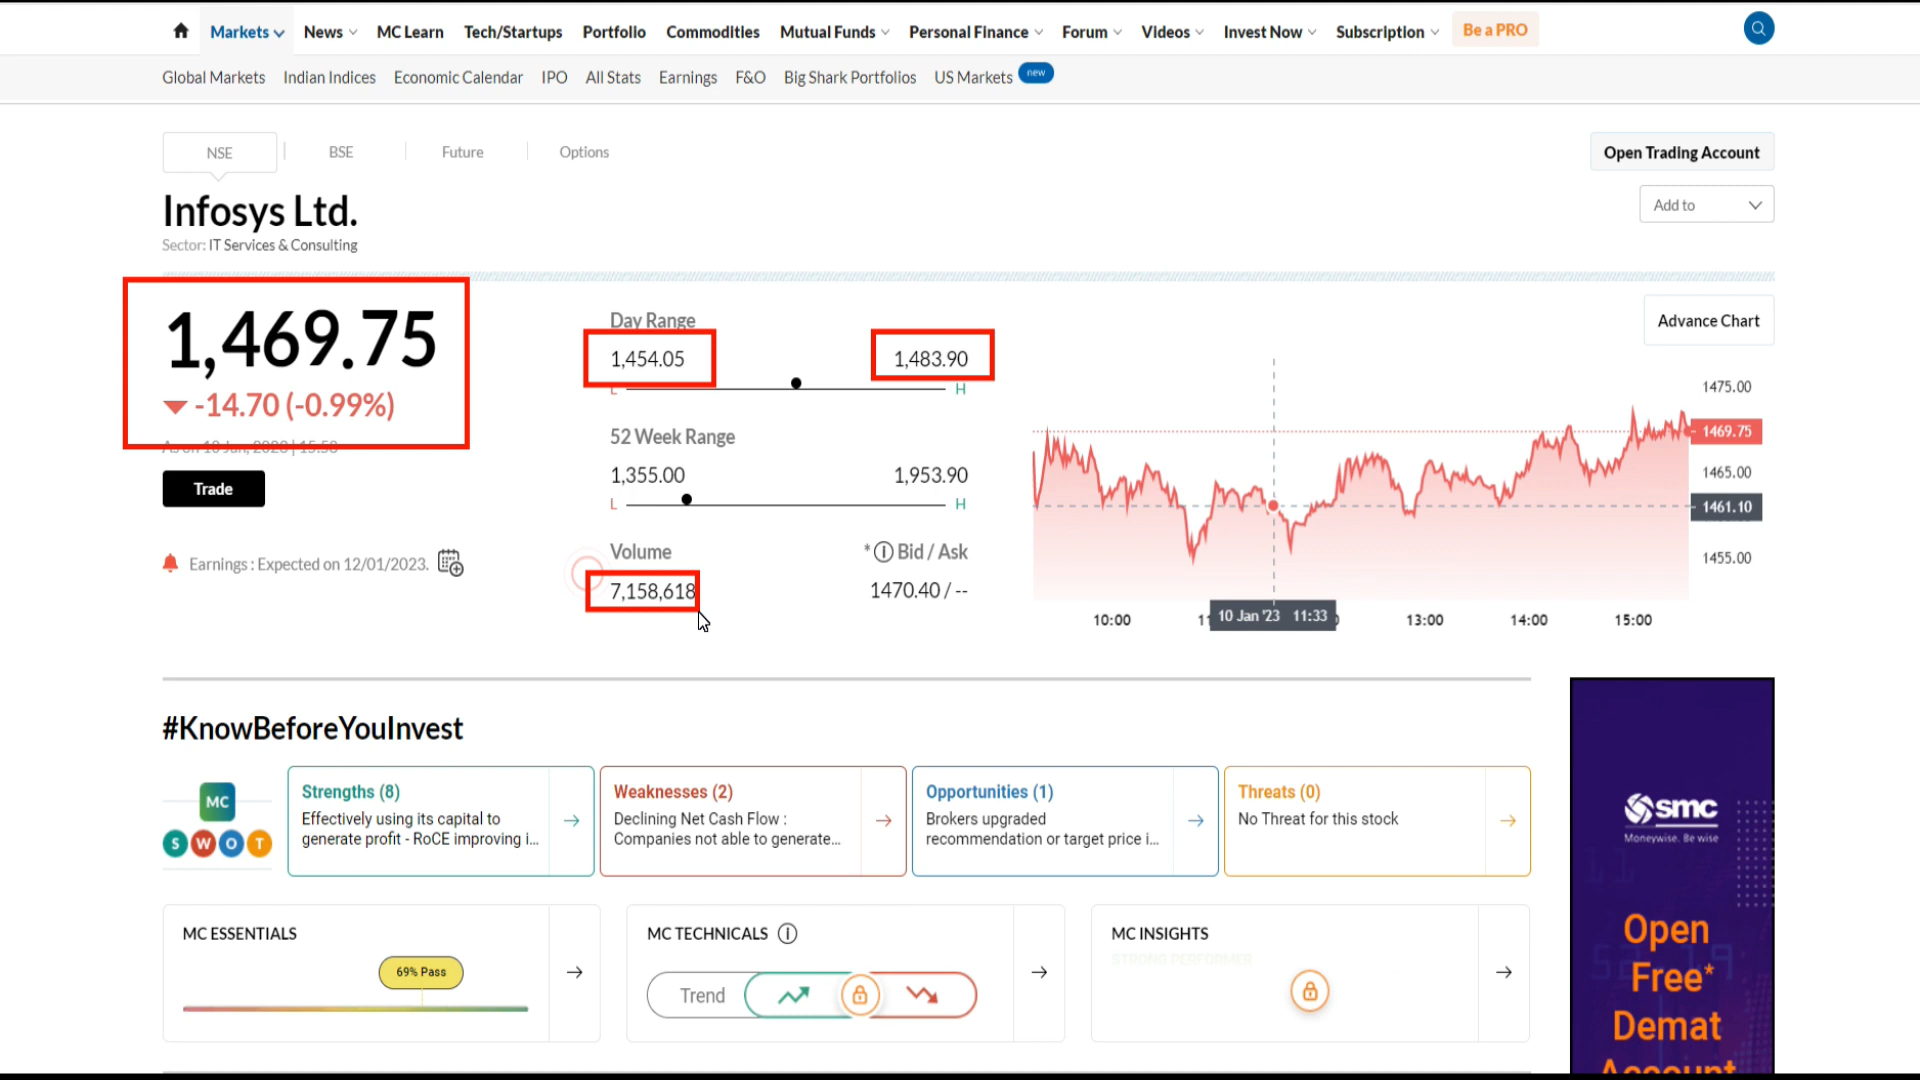 Markets News MC Learn Tech/Startups Portfolio Commodities Mutual Funds Personal Finance Forum Videos Invest Now Subscription Be a PRO
Global Markets Indian Indices Economic Calendar IPO All Stats Earnings F&O Big Shark Portfolios US Markets new
NSE BSE Future Options
Open Trading Account
Infosys Ltd.
Add to
Sector: IT Services & Consulting
1,469.75
-14.70 (-0.99%)
Trade
Earnings : Expected on 12/01/2023.
Day Range
1,454.05 1,483.90
L H
52 Week Range
1,355.00 1,953.90
L H
Volume * Bid / Ask
7,158,618 1470.40 / --
Advance Chart
1475.00
1469.75
1465.00
1461.10
1455.00
10:00 10 Jan '23 11:33 13:00 14:00 15:00
#KnowBeforeYouInvest
MC
S W O T
Strengths (8)
Effectively using its capital to
generate profit - RoCE improving i...
Weaknesses (2)
Declining Net Cash Flow :
Companies not able to generate...
Opportunities (1)
Brokers upgraded
recommendation or target price i...
Threats (0)
No Threat for this stock
MC ESSENTIALS
69% Pass
MC TECHNICALS
Trend
MC INSIGHTS
STRONG PERFORMER
smc
Moneywise. Be wise
Open
Free*
Demat
Account